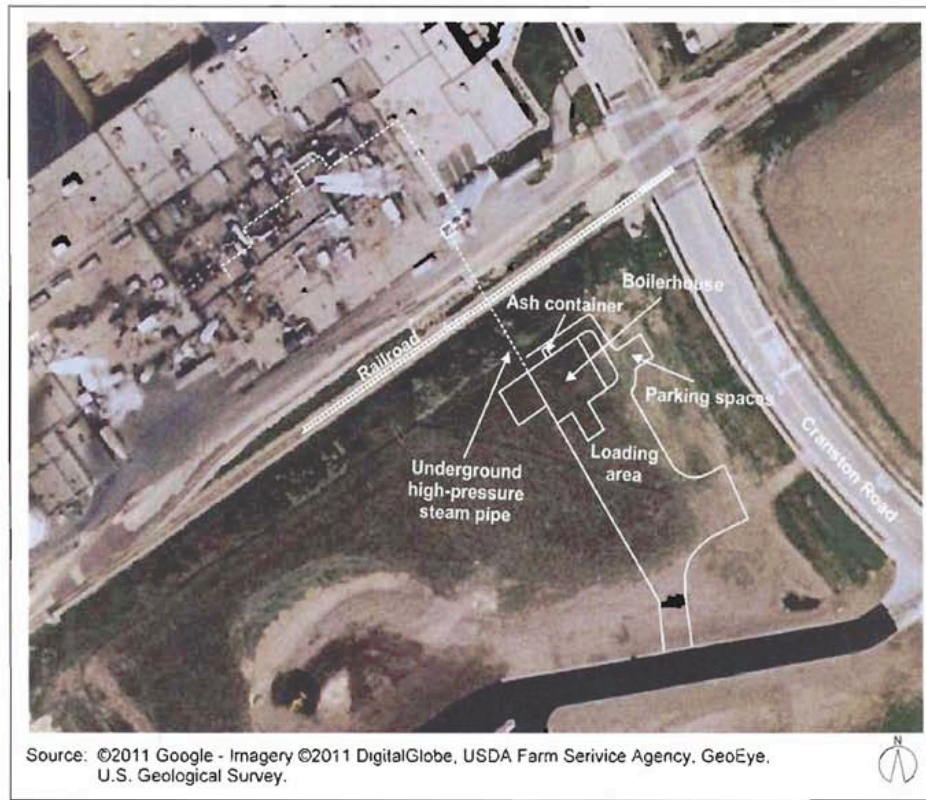 Boilerhouse
Ash container
Railroad
Parking spaces
Cranston Road
Loading
area
Underground
high-pressure
steam pipe
Source: ©2011 Google - Imagery ©2011 DigitalGlobe, USDA Farm Serivice Agency, GeoEye,
U.S. Geological Survey.
N